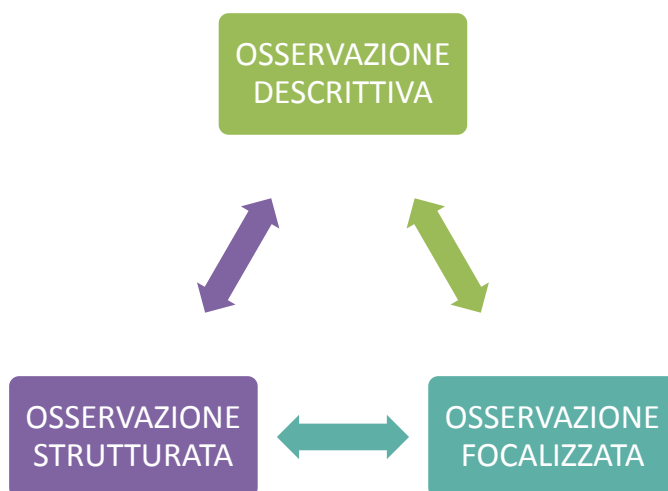 OSSERVAZIONE
DESCRITTIVA
OSSERVAZIONE
STRUTTURATA
OSSERVAZIONE
FOCALIZZATA